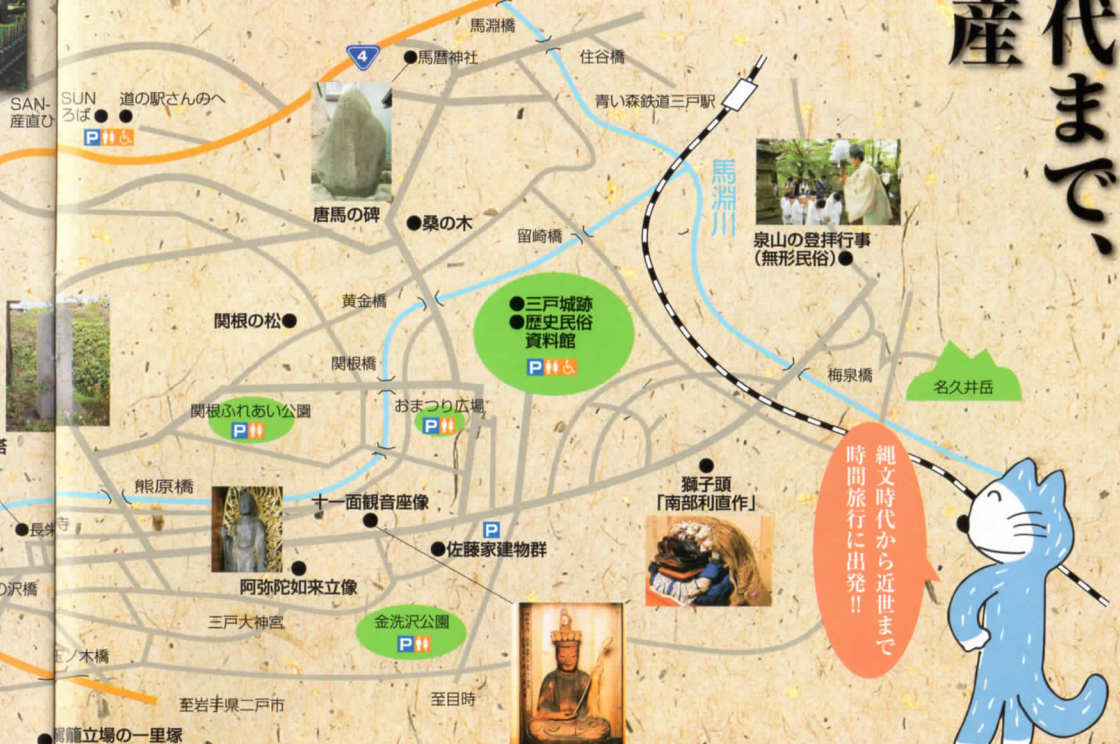 代まで、
産
馬淵橋
4
馬暦神社
住谷橋
青い森鉄道三戸駅
SAN-
産直ひ
SUN
ろば
道の駅さんのへ
P
唐馬の碑
桑の木
馬淵川
留崎橋
泉山の登拝行事
(無形民俗)
黄金橋
三戸城跡
歴史民俗
資料館
P
関根の松
関根橋
梅泉橋
名久井岳
関根ふれあい公園
P
おまつり広場
P
縄文時代から近世まで
時間旅行に出発!!
熊原橋
獅子頭
「南部利直作」
十一面観音座像
長栄寺
P
佐藤家建物群
阿弥陀如来立像
の沢橋
三戸大神宮
金洗沢公園
P
ノ木橋
至岩手県二戸市
至目時
籠立場の一里塚